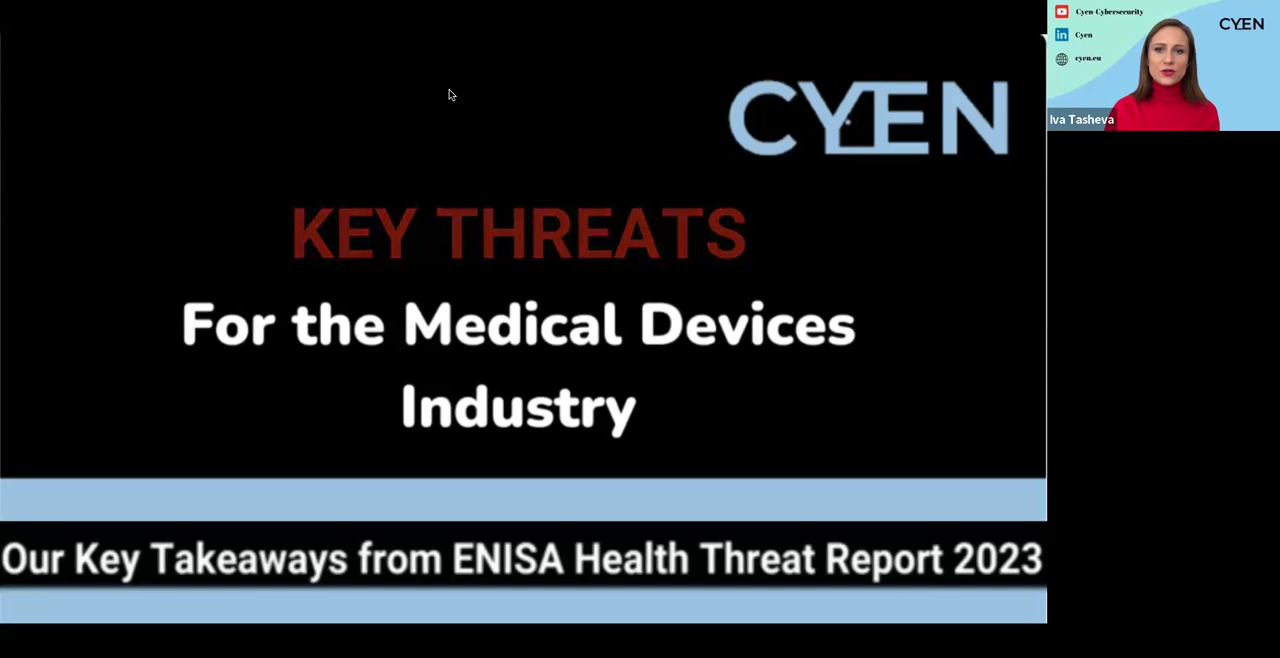 CYEN
KEY THREATS
For the Medical Devices
Industry
Our Key Takeaways from ENISA Health Threat Report 2023
Cyen-Cybersecurity
Cyen
cyen.eu
CYEN
Iva Tasheva